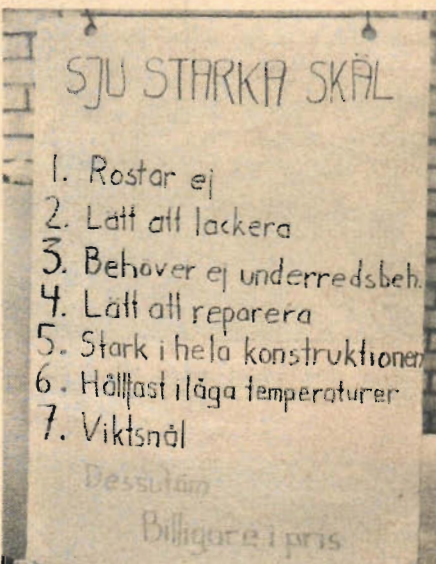 SJU STARKA SKÄL
1. Rostar ej
2. Lätt att lackera
3. Behöver ej underredsbeh.
4. Lätt att reparera
5. Stark i hela konstruktionen
6. Hållfast i låga temperaturer
7. Viktsnål
Dessutom
Billigare i pris